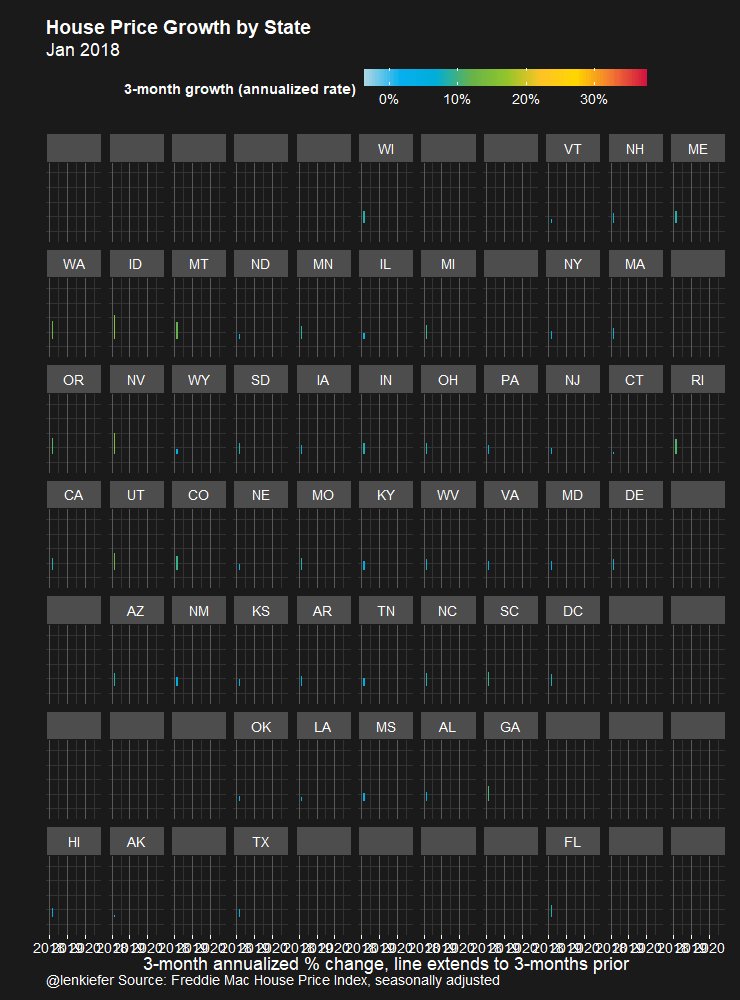 House Price Growth by State
Jan 2018
3-month growth (annualized rate)
0% 10% 20% 30%
WI VT NH ME
WA ID MT ND MN IL MI NY MA
OR NV WY SD IA IN OH PA NJ CT RI
CA UT CO NE MO KY WV VA MD DE
AZ NM KS AR TN NC SC DC
OK LA MS AL GA
HI AK TX FL
2018 2019 2020 2018 2019 2020 2018 2019 2020 2018 2019 2020 2018 2019 2020 2018 2019 2020 2018 2019 2020 2018 2019 2020 2018 2019 2020 2018 2019 2020 2018 2019 2020
3-month annualized % change, line extends to 3-months prior
@lenkiefer Source: Freddie Mac House Price Index, seasonally adjusted